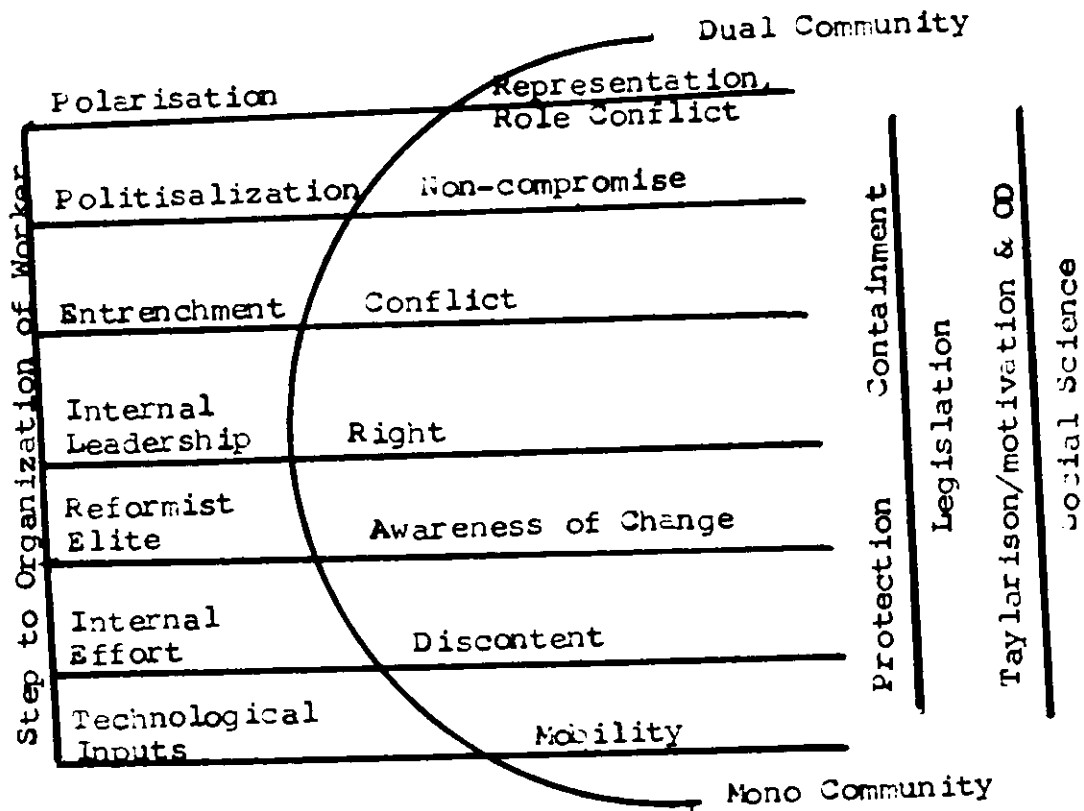 Dual Community
Polarisation
Representation,
Role Conflict
Politisalization
Non-compromise
Entrenchment
Conflict
Internal
Leadership
Right
Reformist
Elite
Awareness of Change
Internal
Effort
Discontent
Technological
Inputs
Mobility
Mono Community
Step to Organization of Worker
Protection
Containment
Legislation
Taylarison/motivation & OD
Social Science